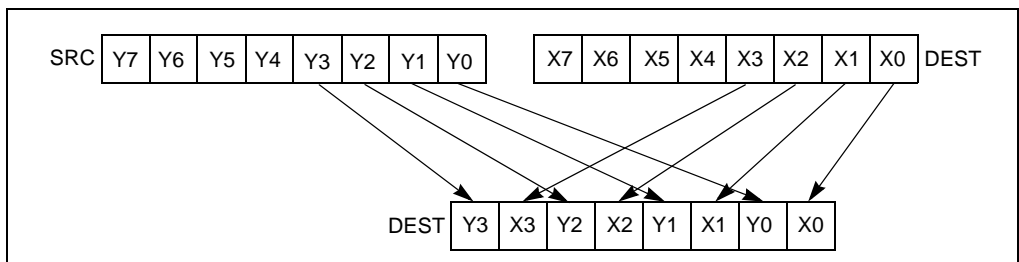 SRC Y7 Y6 Y5 Y4 Y3 Y2 Y1 Y0 X7 X6 X5 X4 X3 X2 X1 X0 DEST
DEST Y3 X3 Y2 X2 Y1 X1 Y0 X0